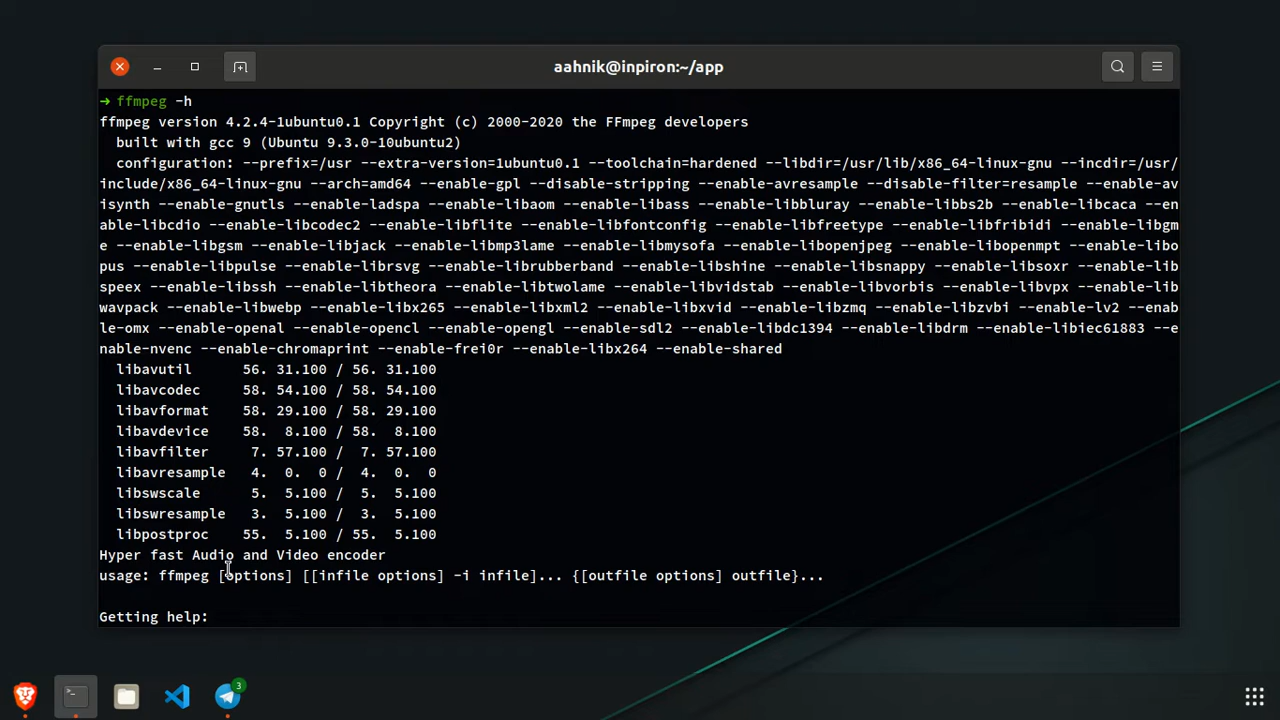 aahnik@inpiron:~/app
➜ ffmpeg -h
ffmpeg version 4.2.4-1ubuntu0.1 Copyright (c) 2000-2020 the FFmpeg developers
  built with gcc 9 (Ubuntu 9.3.0-10ubuntu2)
  configuration: --prefix=/usr --extra-version=1ubuntu0.1 --toolchain=hardened --libdir=/usr/lib/x86_64-linux-gnu --incdir=/usr/
include/x86_64-linux-gnu --arch=amd64 --enable-gpl --disable-stripping --enable-avresample --disable-filter=resample --enable-av
isynth --enable-gnutls --enable-ladspa --enable-libaom --enable-libass --enable-libbluray --enable-libbs2b --enable-libcaca --en
able-libcdio --enable-libcodec2 --enable-libflite --enable-libfontconfig --enable-libfreetype --enable-libfribidi --enable-libgm
e --enable-libgsm --enable-libjack --enable-libmp3lame --enable-libmysofa --enable-libopenjpeg --enable-libopenmpt --enable-libo
pus --enable-libpulse --enable-librsvg --enable-librubberband --enable-libshine --enable-libsnappy --enable-libsoxr --enable-lib
speex --enable-libssh --enable-libtheora --enable-libtwolame --enable-libvidstab --enable-libvorbis --enable-libvpx --enable-lib
wavpack --enable-libwebp --enable-libx265 --enable-libxml2 --enable-libxvid --enable-libzmq --enable-libzvbi --enable-lv2 --enab
le-omx --enable-openal --enable-opencl --enable-opengl --enable-sdl2 --enable-libdc1394 --enable-libdrm --enable-libiec61883 --e
nable-nvenc --enable-chromaprint --enable-frei0r --enable-libx264 --enable-shared
  libavutil      56. 31.100 / 56. 31.100
  libavcodec     58. 54.100 / 58. 54.100
  libavformat    58. 29.100 / 58. 29.100
  libavdevice    58.  8.100 / 58.  8.100
  libavfilter     7. 57.100 /  7. 57.100
  libavresample   4.  0.  0 /  4.  0.  0
  libswscale      5.  5.100 /  5.  5.100
  libswresample   3.  5.100 /  3.  5.100
  libpostproc    55.  5.100 / 55.  5.100
Hyper fast Audio and Video encoder
usage: ffmpeg [options] [[infile options] -i infile]... {[outfile options] outfile}...
Getting help:
3